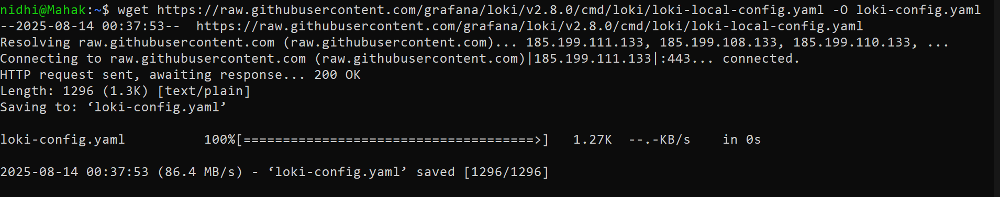 nidhi@Mahak:~$ wget https://raw.githubusercontent.com/grafana/loki/v2.8.0/cmd/loki/loki-local-config.yaml -O loki-config.yaml
--2025-08-14 00:37:53--  https://raw.githubusercontent.com/grafana/loki/v2.8.0/cmd/loki/loki-local-config.yaml
Resolving raw.githubusercontent.com (raw.githubusercontent.com)... 185.199.111.133, 185.199.108.133, 185.199.110.133, ...
Connecting to raw.githubusercontent.com (raw.githubusercontent.com)|185.199.111.133|:443... connected.
HTTP request sent, awaiting response... 200 OK
Length: 1296 (1.3K) [text/plain]
Saving to: ‘loki-config.yaml’
loki-config.yaml          100%[=====================================>]   1.27K  --.-KB/s    in 0s
2025-08-14 00:37:53 (86.4 MB/s) - ‘loki-config.yaml’ saved [1296/1296]